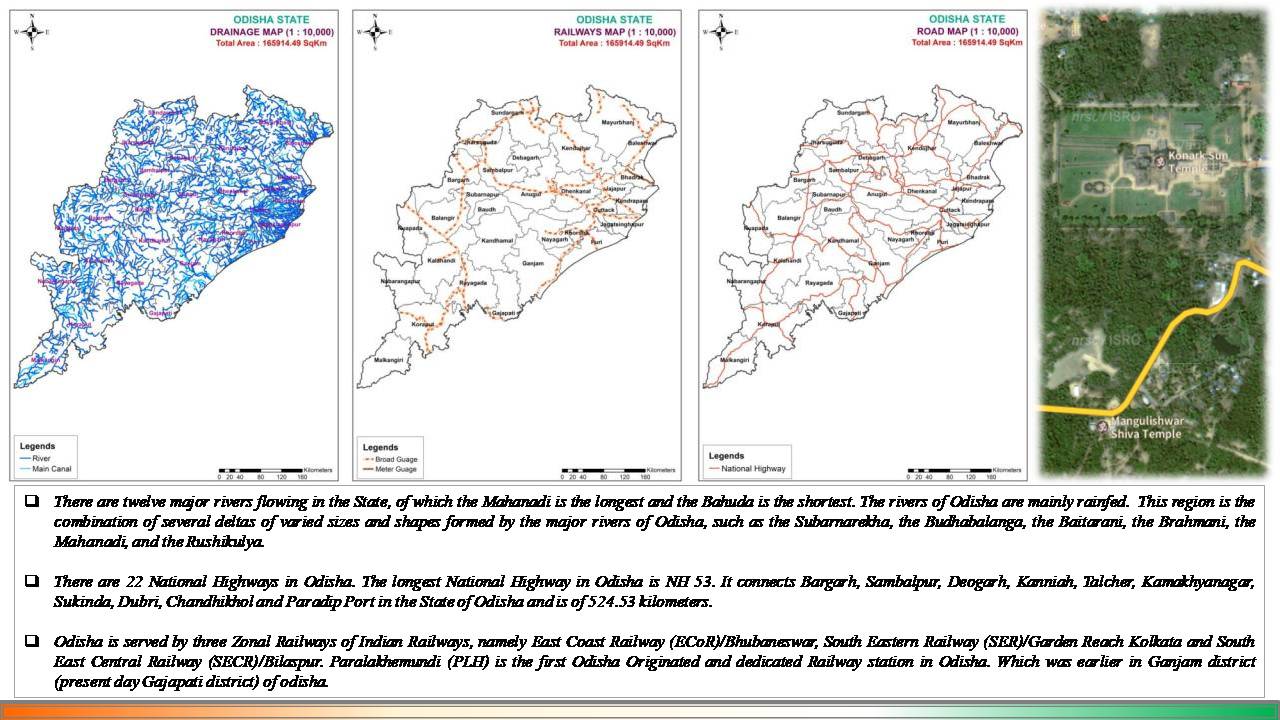 ODISHA STATE
DRAINAGE MAP (1 : 10,000)
Total Area : 165914.49 SqKm
N
W E
S
Legends
River
Main Canal
0 20 40 80 120 160 Kilometers
ODISHA STATE
RAILWAYS MAP (1 : 10,000)
Total Area : 165914.49 SqKm
N
W E
S
Sundargarh
Mayurbhanj
Jharsuguda
Kendujhar
Baleshwar
Debagarh
Sambalpur
Bargarh
Bhadrak
Subarnapur
Anugul
Dhenkanal
Jajapur
Kendrapara
Baudh
Cuttack
Balangir
Jagatsinghapur
Nuapada
Khordha
Kandhamal
Nayagarh
Puri
Kalahandi
Ganjam
Nabarangapur
Rayagada
Gajapati
Koraput
Malkangiri
Legends
Broad Guage
Meter Guage
0 20 40 80 120 160 Kilometers
ODISHA STATE
ROAD MAP (1 : 10,000)
Total Area : 165914.49 SqKm
N
W E
S
Sundargarh
Mayurbhanj
Jharsuguda
Kendujhar
Baleshwar
Debagarh
Sambalpur
Bargarh
Bhadrak
Subarnapur
Anugul
Dhenkanal
Jajapur
Kendrapara
Baudh
Cuttack
Balangir
Jagatsinghapur
Nuapada
Khordha
Kandhamal
Nayagarh
Puri
Kalahandi
Ganjam
Nabarangapur
Rayagada
Gajapati
Koraput
Malkangiri
Legends
National Highway
0 20 40 80 120 160 Kilometers
nrsc / ISRO
Konark Sun
Temple
nrsc / ISRO
Mangulishwar
Shiva Temple
There are twelve major rivers flowing in the State, of which the Mahanadi is the longest and the Bahuda is the shortest. The rivers of Odisha are mainly rainfed. This region is the
combination of several deltas of varied sizes and shapes formed by the major rivers of Odisha, such as the Subarnarekha, the Budhabalanga, the Baitarani, the Brahmani, the
Mahanadi, and the Rushikulya.
There are 22 National Highways in Odisha. The longest National Highway in Odisha is NH 53. It connects Bargarh, Sambalpur, Deogarh, Kanniah, Talcher, Kamakhyanagar,
Sukinda, Dubri, Chandhikhol and Paradip Port in the State of Odisha and is of 524.53 kilometers.
Odisha is served by three Zonal Railways of Indian Railways, namely East Coast Railway (ECoR)/Bhubaneswar, South Eastern Railway (SER)/Garden Reach Kolkata and South
East Central Railway (SECR)/Bilaspur. Paralakhemundi (PLH) is the first Odisha Originated and dedicated Railway station in Odisha. Which was earlier in Ganjam district
(present day Gajapati district) of odisha.